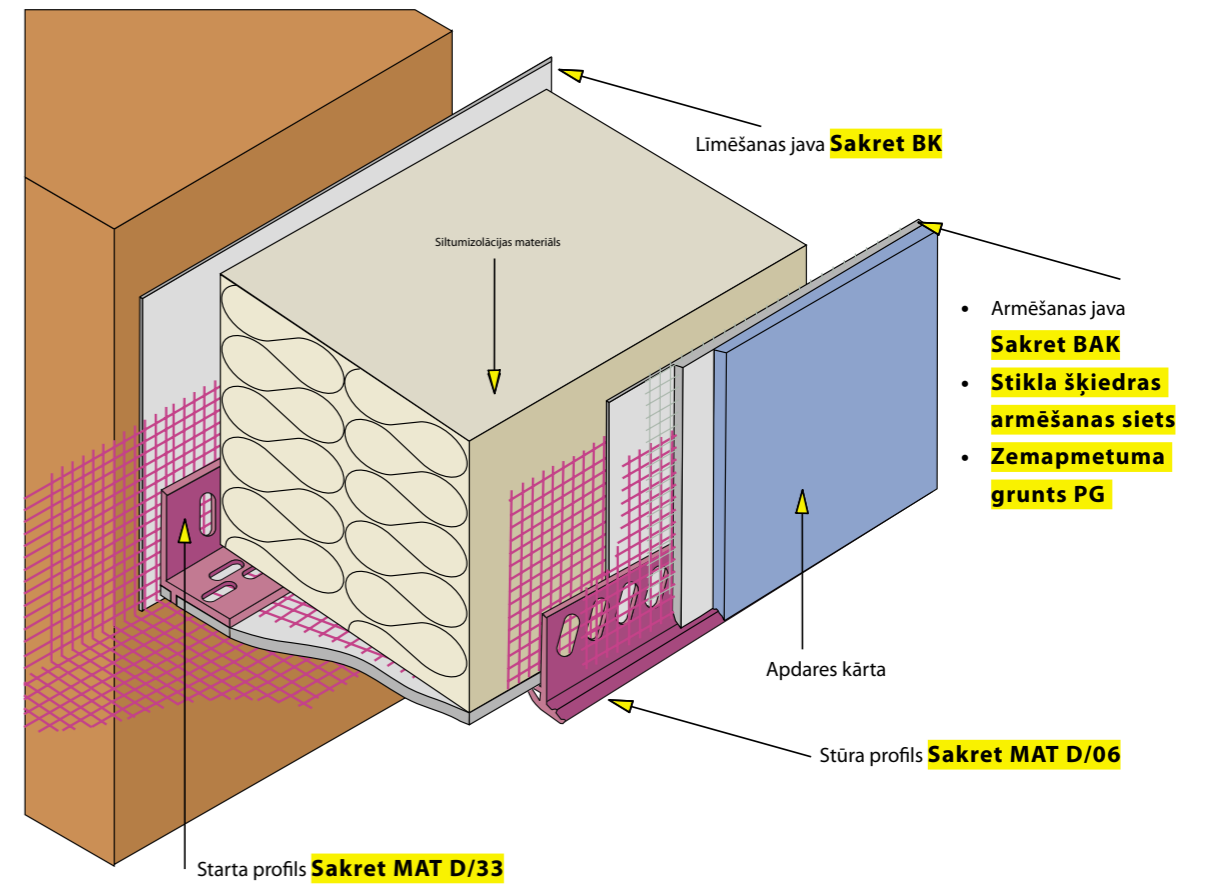 Līmēšanas java Sakret BK
Siltumizolācijas materiāls
• Armēšanas java
Sakret BAK
• Stikla šķiedras
armēšanas siets
• Zemapmetuma
grunts PG
Apdares kārta
Stūra profils Sakret MAT D/06
Starta profils Sakret MAT D/33